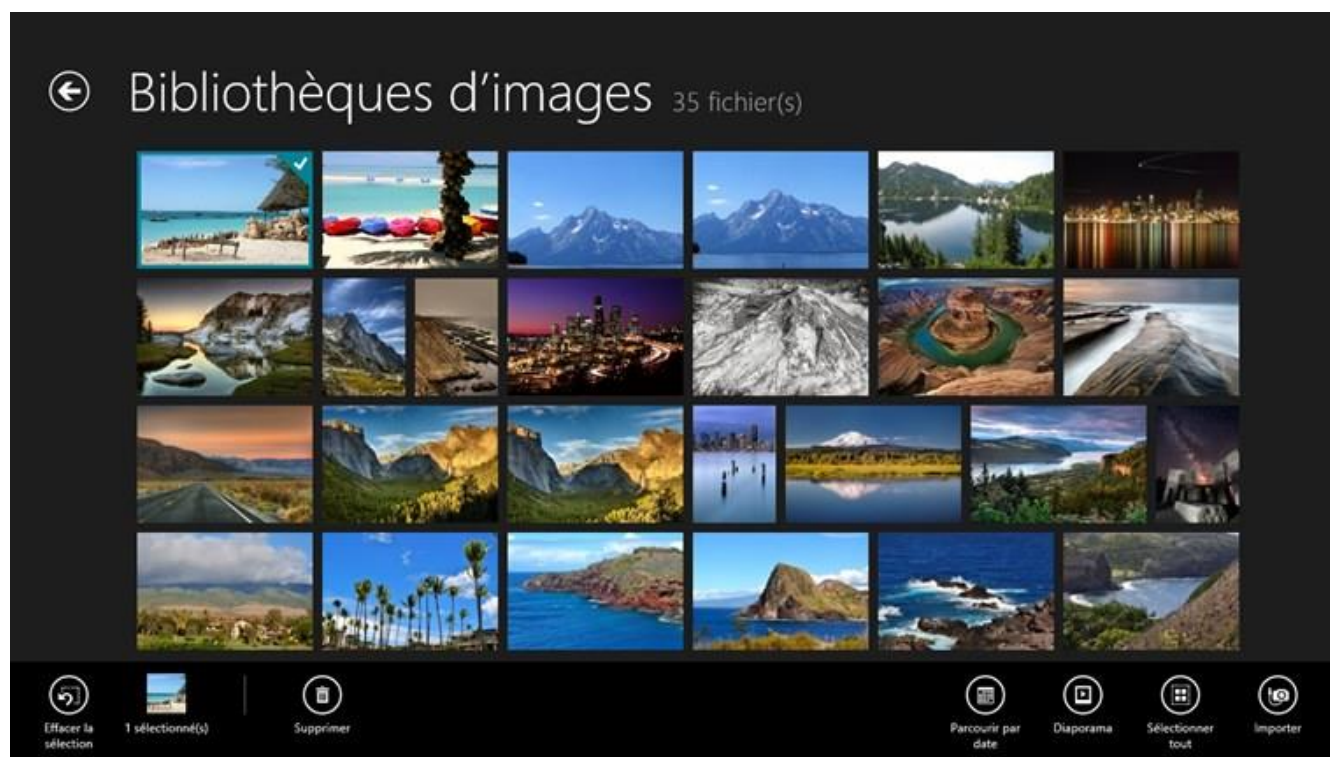 Bibliothèques d'images 35 fichier(s)
Effacer la
sélection
1 sélectionné(s)
Supprimer
Parcourir par
date
Diaporama
Sélectionner
tout
Importer